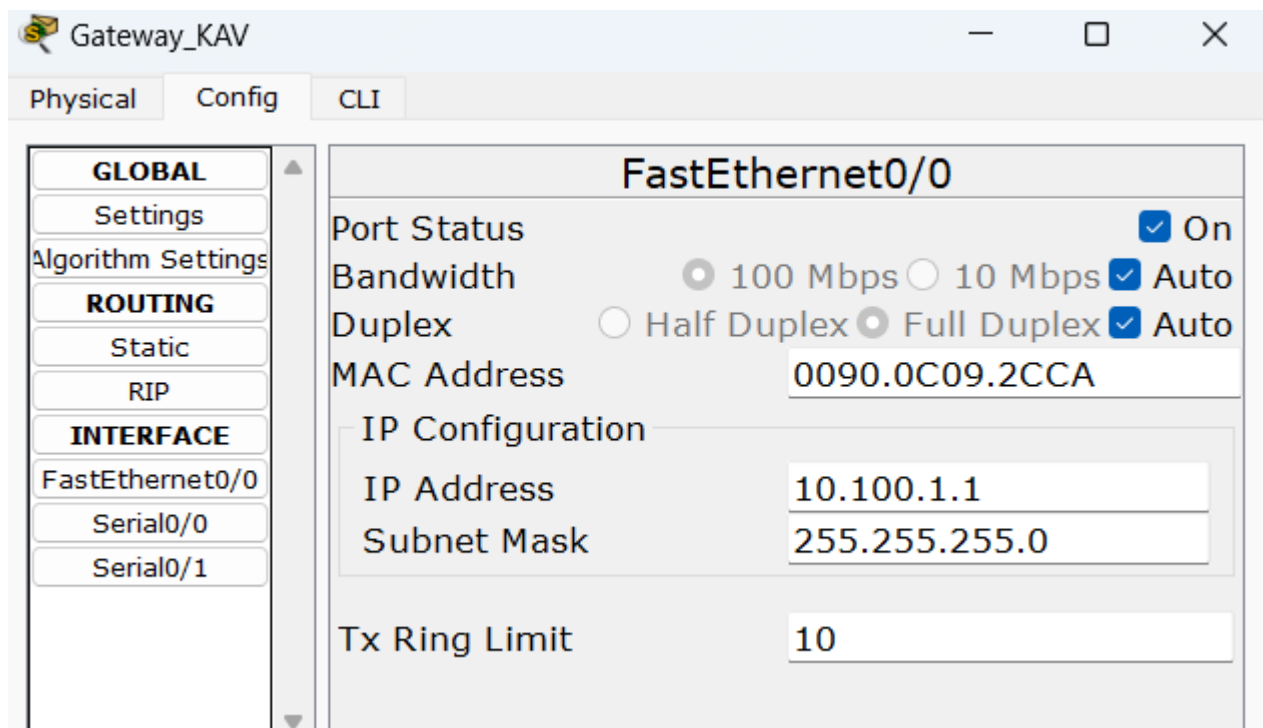 Gateway_KAV
Physical Config CLI
GLOBAL
Settings
Algorithm Settings
ROUTING
Static
RIP
INTERFACE
FastEthernet0/0
Serial0/0
Serial0/1
FastEthernet0/0
Port Status On
Bandwidth 100 Mbps 10 Mbps Auto
Duplex Half Duplex Full Duplex Auto
MAC Address 0090.0C09.2CCA
IP Configuration
IP Address 10.100.1.1
Subnet Mask 255.255.255.0
Tx Ring Limit 10